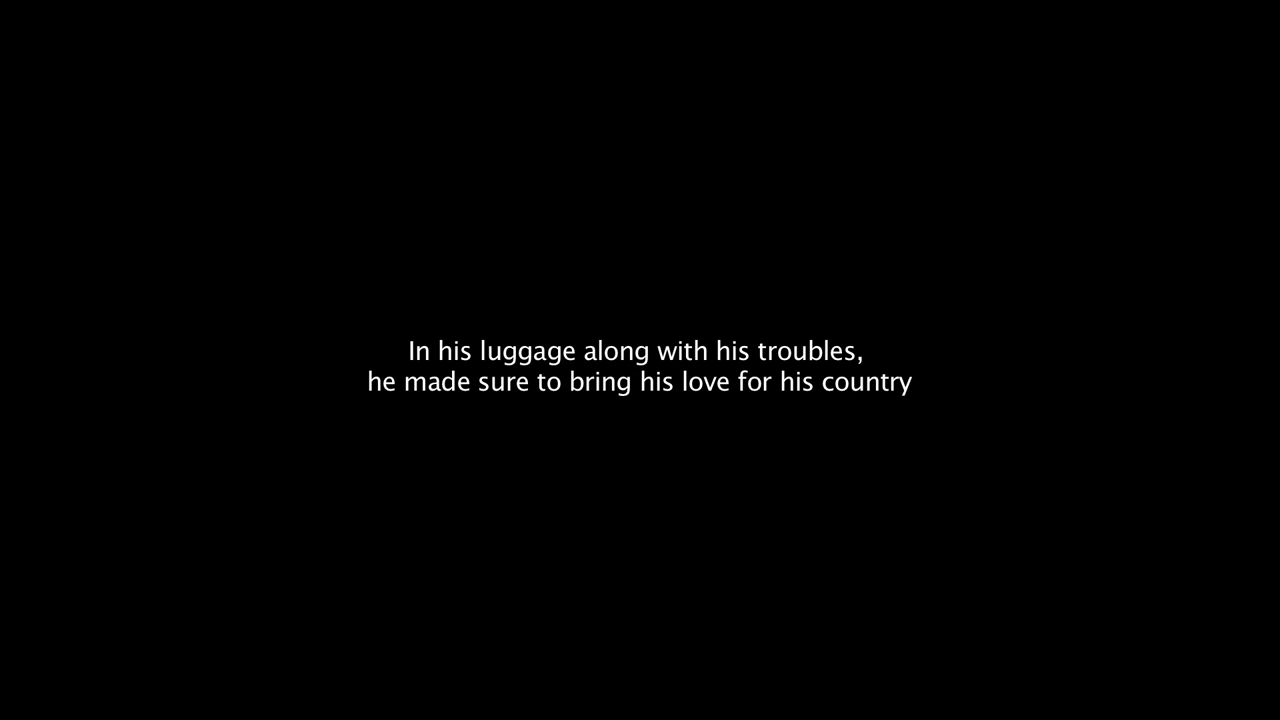 In his luggage along with his troubles,
he made sure to bring his love for his country